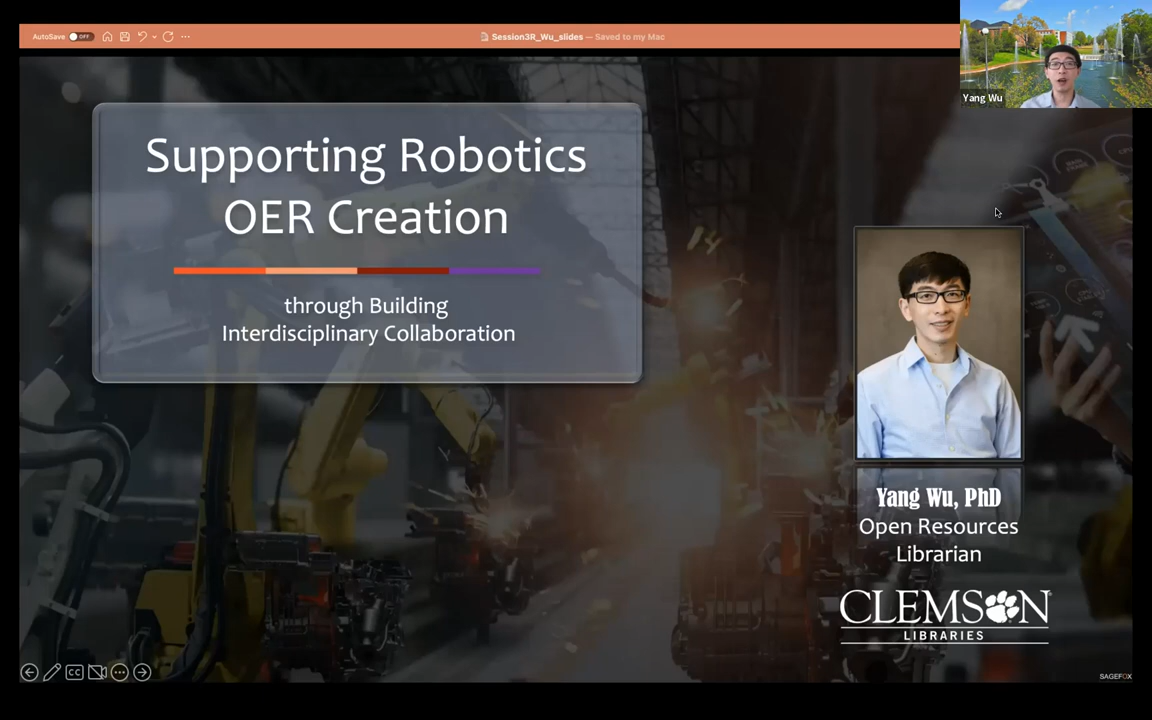 AutoSave OFF
Session3R_Wu_slides — Saved to my Mac
Yang Wu
Supporting Robotics
OER Creation
through Building
Interdisciplinary Collaboration
Yang Wu, PhD
Open Resources
Librarian
CLEMSON
LIBRARIES
CC
SAGEFOX